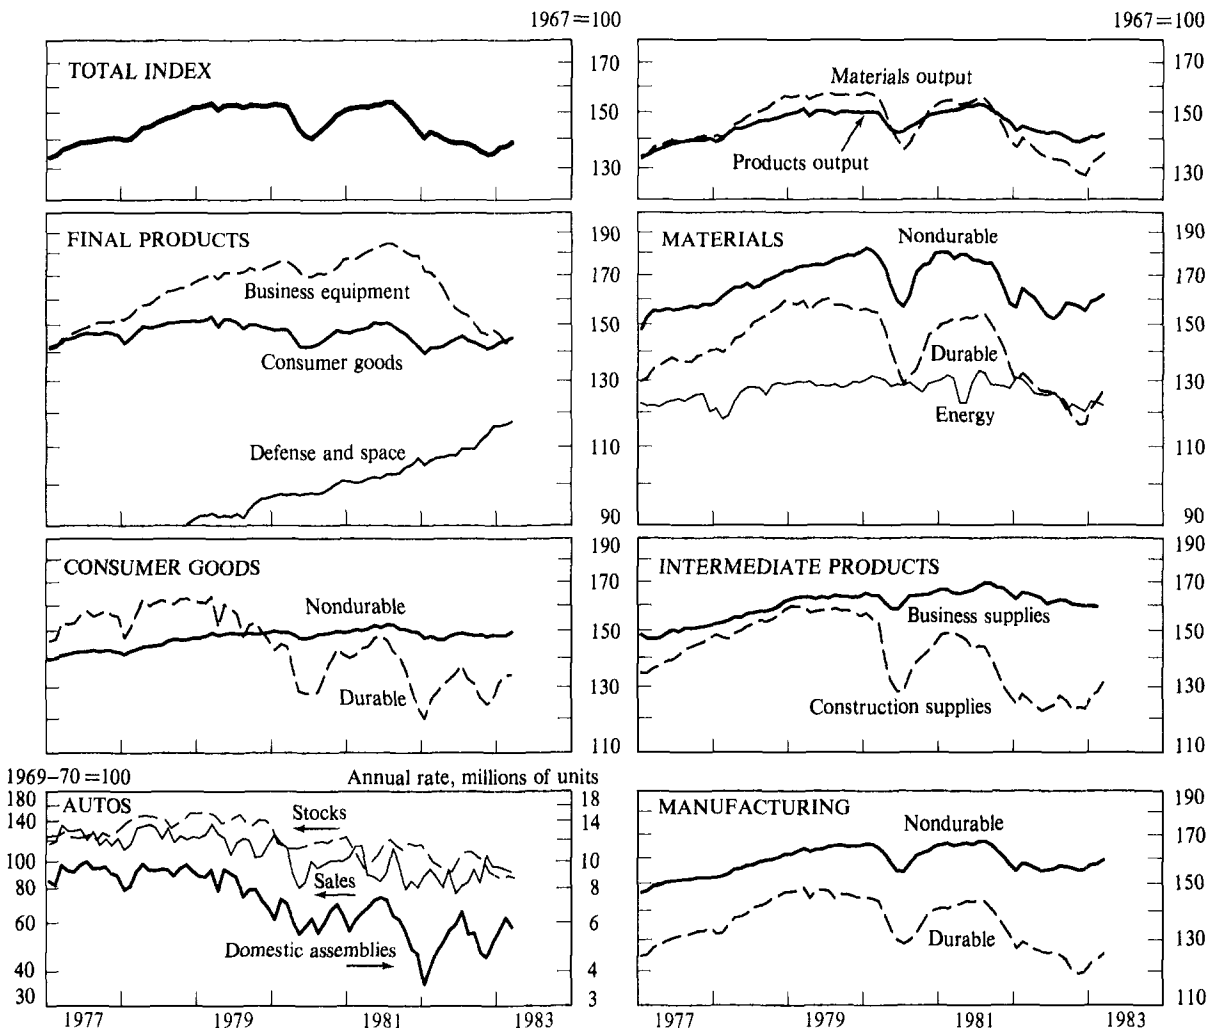 1967=100
1967=100
TOTAL INDEX
170
150
130
Materials output
Products output
170
150
130
FINAL PRODUCTS
Business equipment
Consumer goods
Defense and space
190
170
150
130
110
90
MATERIALS
Nondurable
Durable
Energy
190
170
150
130
110
90
CONSUMER GOODS
Nondurable
Durable
190
170
150
130
110
INTERMEDIATE PRODUCTS
Business supplies
Construction supplies
190
170
150
130
110
1969–70=100
Annual rate, millions of units
AUTOS
Stocks
Sales
Domestic assemblies
180
140
100
80
60
40
30
18
14
10
8
6
4
3
1977
1979
1981
1983
MANUFACTURING
Nondurable
Durable
190
170
150
130
110
1977
1979
1981
1983